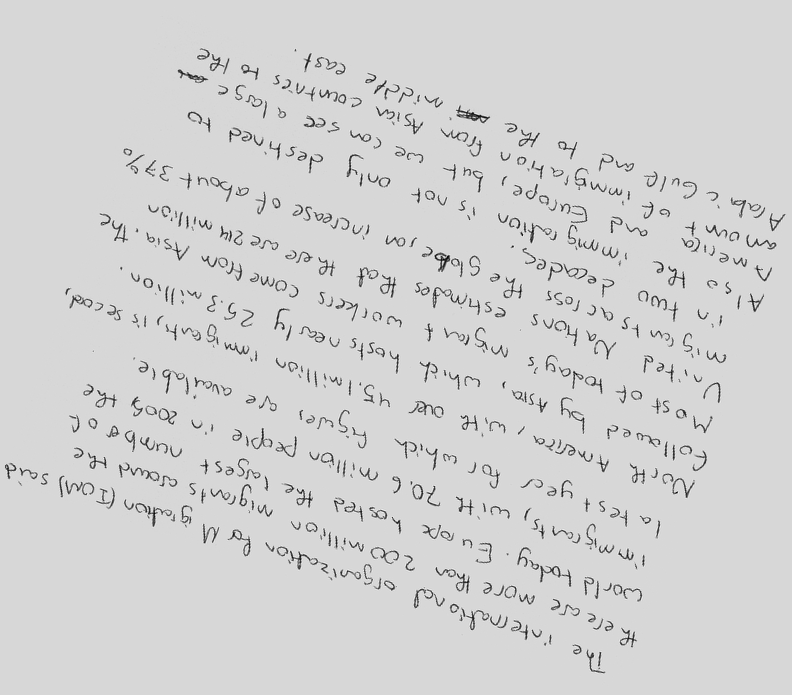 The international organization for Migration (IOM) said
there are more than 200 million migrants around the
world today. Europe hosted the largest number of
immigrants, with 70.6 million people in 2005, the
latest year for which figures are available.
North America, with over 45.1 million immigrants, is secod,
followed by Asia, which hosts nearly 25.3 million.
Most of today's migrant workers come from Asia. the
United Nations estimates that there are 214 million
migrants across the globe, an increase of about 37%
in two decades.
Also the immigration is not only destined to
America and Europe, but we can see a large
amount of immigration from Asian countries to the
Arabic Gulf and to the middle east.